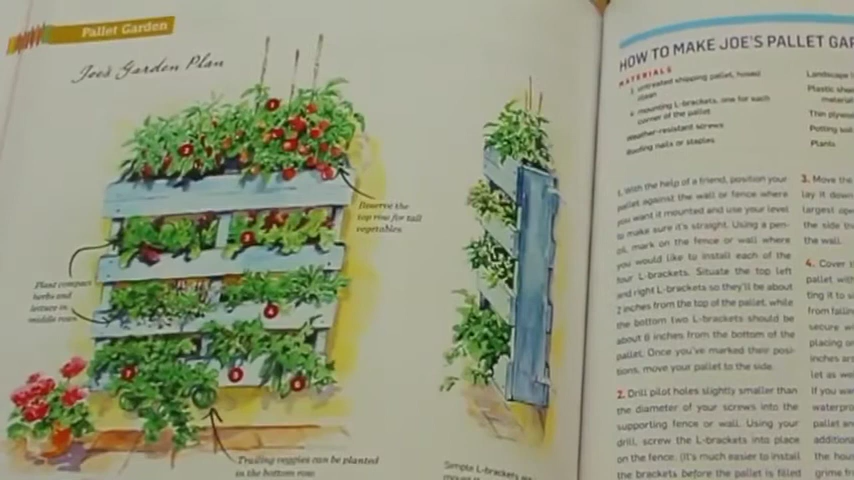 Pallet Garden
Joe's Garden Plan
Reserve the
top row for tall
vegetables.
Plant compact
herbs and
lettuce in
middle rows.
1
2
3
4
5
6
7
Trailing veggies can be planted
in the bottom row.
Simple L-brackets are
HOW TO MAKE JOE'S PALLET GAR
MATERIALS
1 untreated shipping pallet, hosed
clean
4 mounting L-brackets, one for each
corner of the pallet
Weather-resistant screws
Roofing nails or staples
Landscape
Plastic
material
Thin
Potting
Plants
1. With the help of a friend, position your
pallet against the wall or fence where
you want it mounted and use your level
to make sure it's straight. Using a pen-
cil, mark on the fence or wall where
you would like to install each of the
four L-brackets. Situate the top left
and right L-brackets so they'll be about
2 inches from the top of the pallet, while
the bottom two L-brackets should be
about 6 inches from the bottom of the
pallet. Once you've marked their posi-
tions, move your pallet to the side.
2. Drill pilot holes slightly smaller than
the diameter of your screws into the
supporting fence or wall. Using your
drill, screw the L-brackets into place
on the fence. (It's much easier to install
the brackets before the pallet is filled
3. Move the
lay it down
largest
the side
the wall.
4. Cover
pallet with
ting it to
from
secure
placing
inches
let as
If you
pallet
additional
the
grime